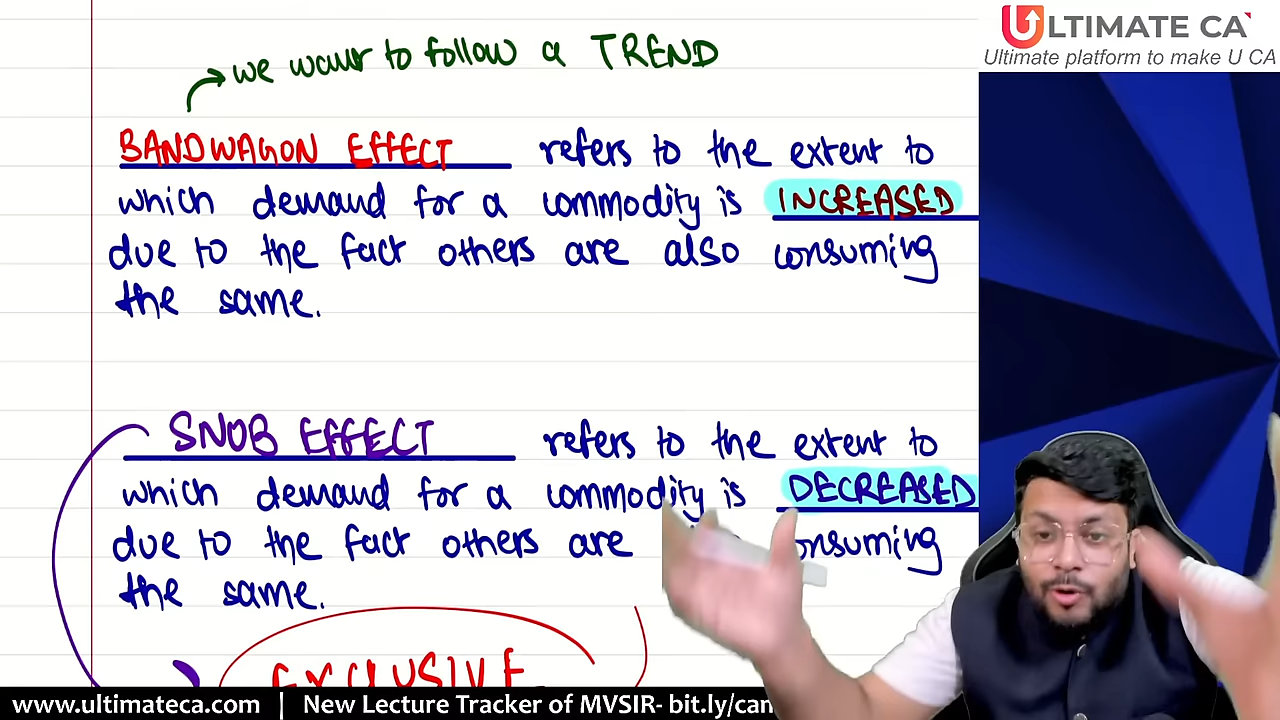 ULTIMATE CA
Ultimate platform to make U CA
we want to follow a TREND
BANDWAGON EFFECT refers to the extent to
which demand for a commodity is INCREASED
due to the fact others are also consuming
the same.
SNOB EFFECT refers to the extent to
which demand for a commodity is DECREASED
due to the fact others are onsuming
the same.
EXCLUSIVE
www.ultimateca.com | New Lecture Tracker of MVSIR- bit.ly/can